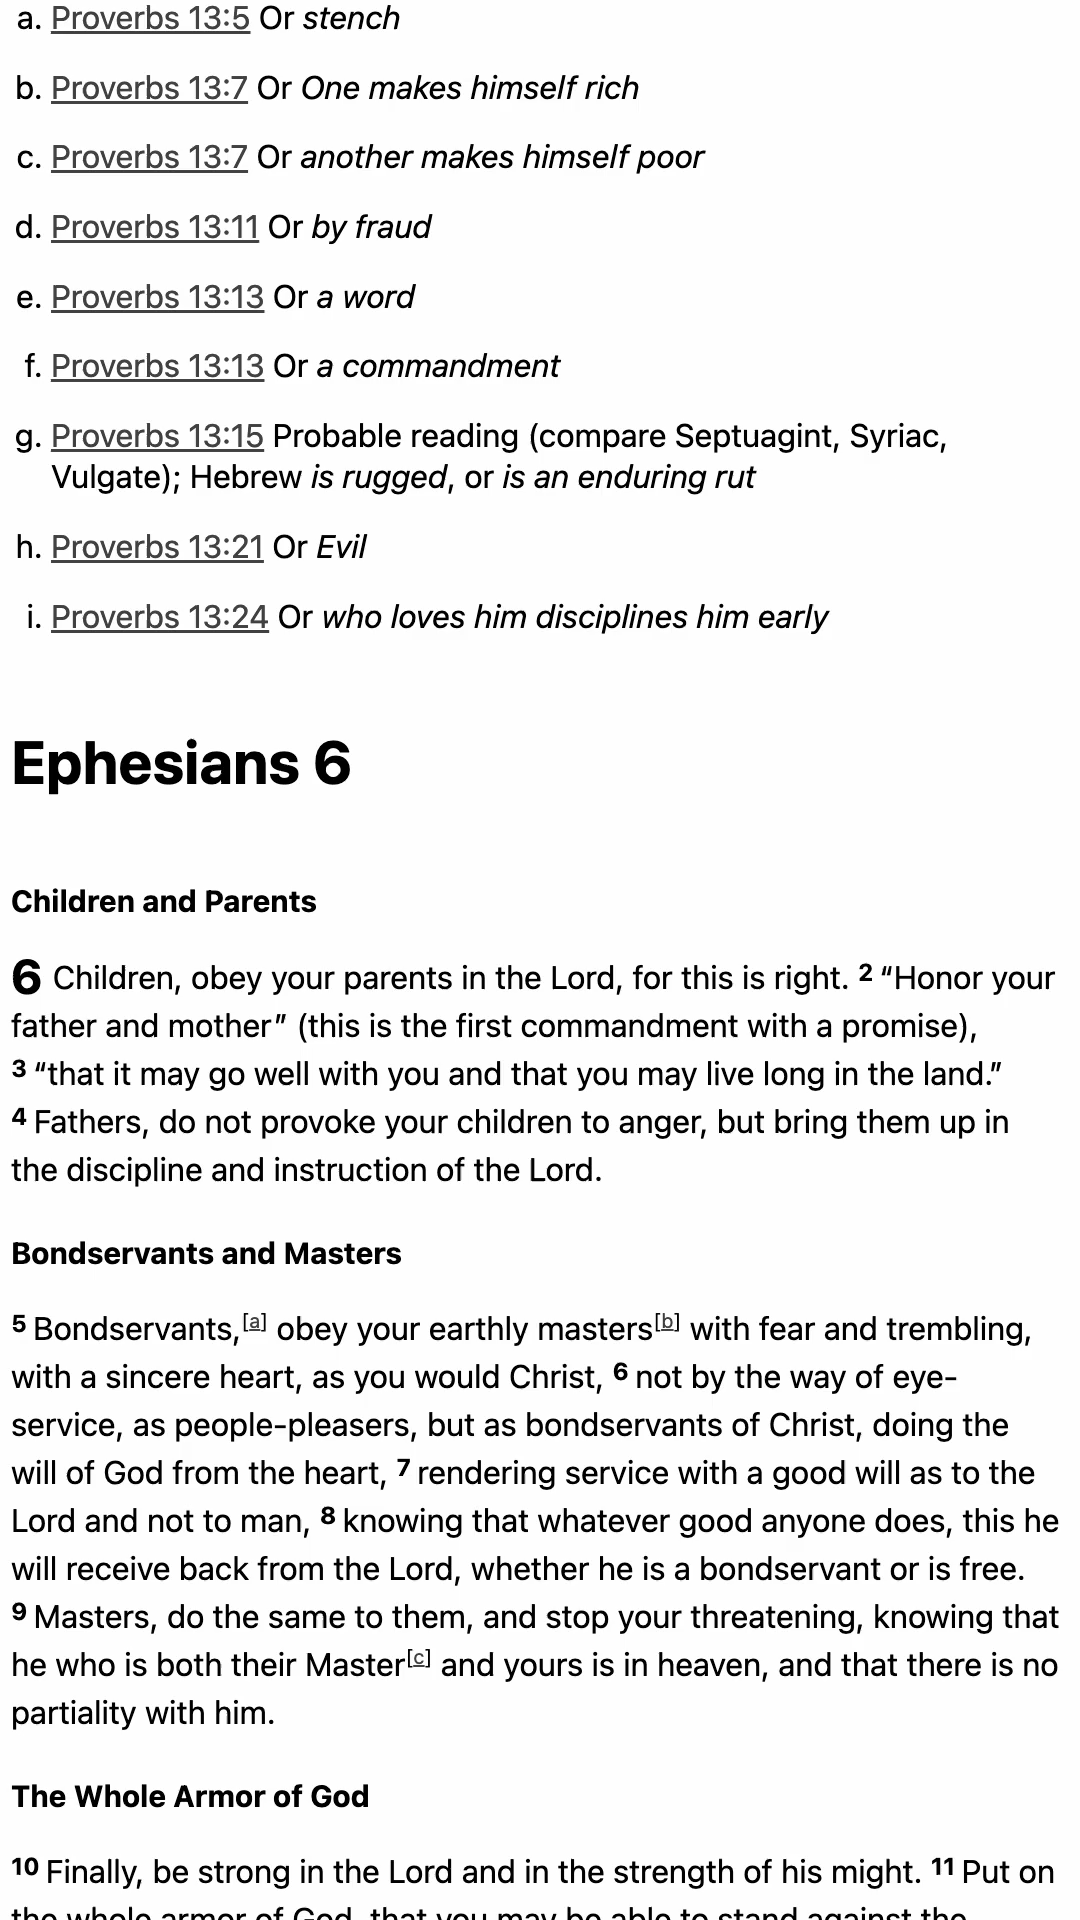 a. Proverbs 13:5 Or stench
b. Proverbs 13:7 Or One makes himself rich
c. Proverbs 13:7 Or another makes himself poor
d. Proverbs 13:11 Or by fraud
e. Proverbs 13:13 Or a word
f. Proverbs 13:13 Or a commandment
g. Proverbs 13:15 Probable reading (compare Septuagint, Syriac,
Vulgate); Hebrew is rugged, or is an enduring rut
h. Proverbs 13:21 Or Evil
i. Proverbs 13:24 Or who loves him disciplines him early
Ephesians 6
Children and Parents
6 Children, obey your parents in the Lord, for this is right. 2 “Honor your
father and mother” (this is the first commandment with a promise),
3 “that it may go well with you and that you may live long in the land.”
4 Fathers, do not provoke your children to anger, but bring them up in
the discipline and instruction of the Lord.
Bondservants and Masters
5 Bondservants,[a] obey your earthly masters[b] with fear and trembling,
with a sincere heart, as you would Christ, 6 not by the way of eye-
service, as people-pleasers, but as bondservants of Christ, doing the
will of God from the heart, 7 rendering service with a good will as to the
Lord and not to man, 8 knowing that whatever good anyone does, this he
will receive back from the Lord, whether he is a bondservant or is free.
9 Masters, do the same to them, and stop your threatening, knowing that
he who is both their Master[c] and yours is in heaven, and that there is no
partiality with him.
The Whole Armor of God
10 Finally, be strong in the Lord and in the strength of his might. 11 Put on
the whole armor of God, that you may be able to stand against the